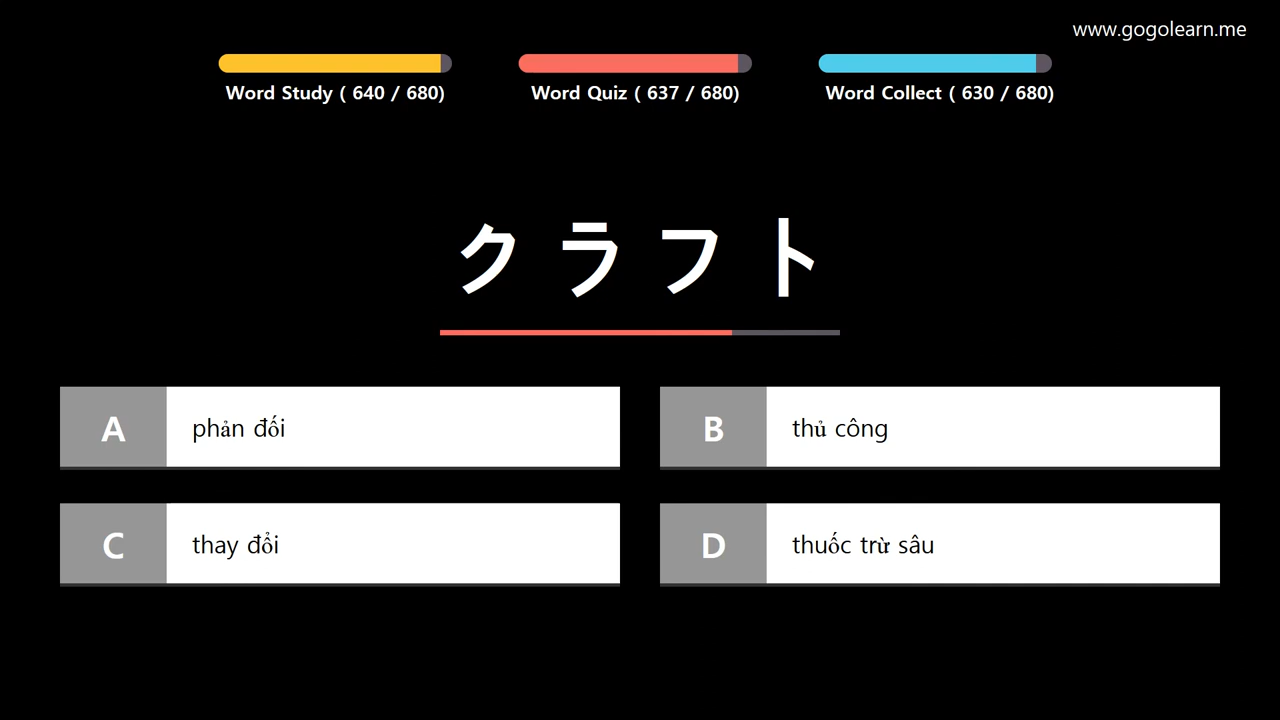 www.gogolearn.me
Word Study ( 640 / 680)
Word Quiz ( 637 / 680)
Word Collect ( 630 / 680)
クラフト
A phản đối
B thủ công
C thay đổi
D thuốc trừ sâu